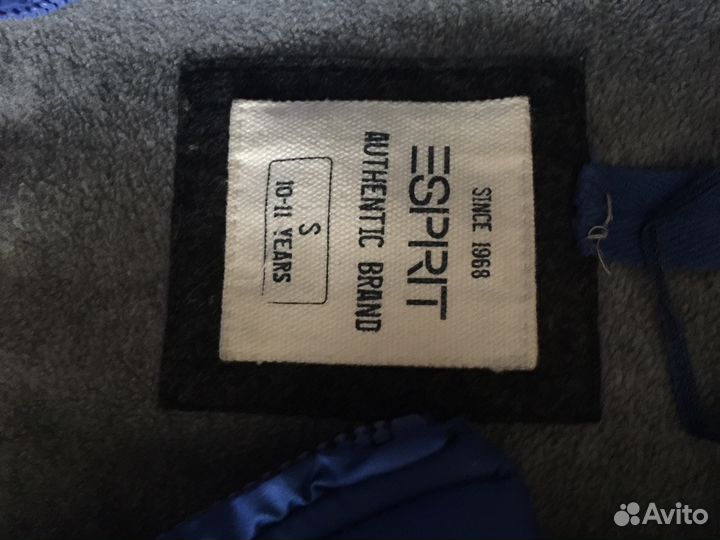 SINCE 1968
ESPRIT
AUTHENTIC BRAND
S
10-11 YEARS
Avito